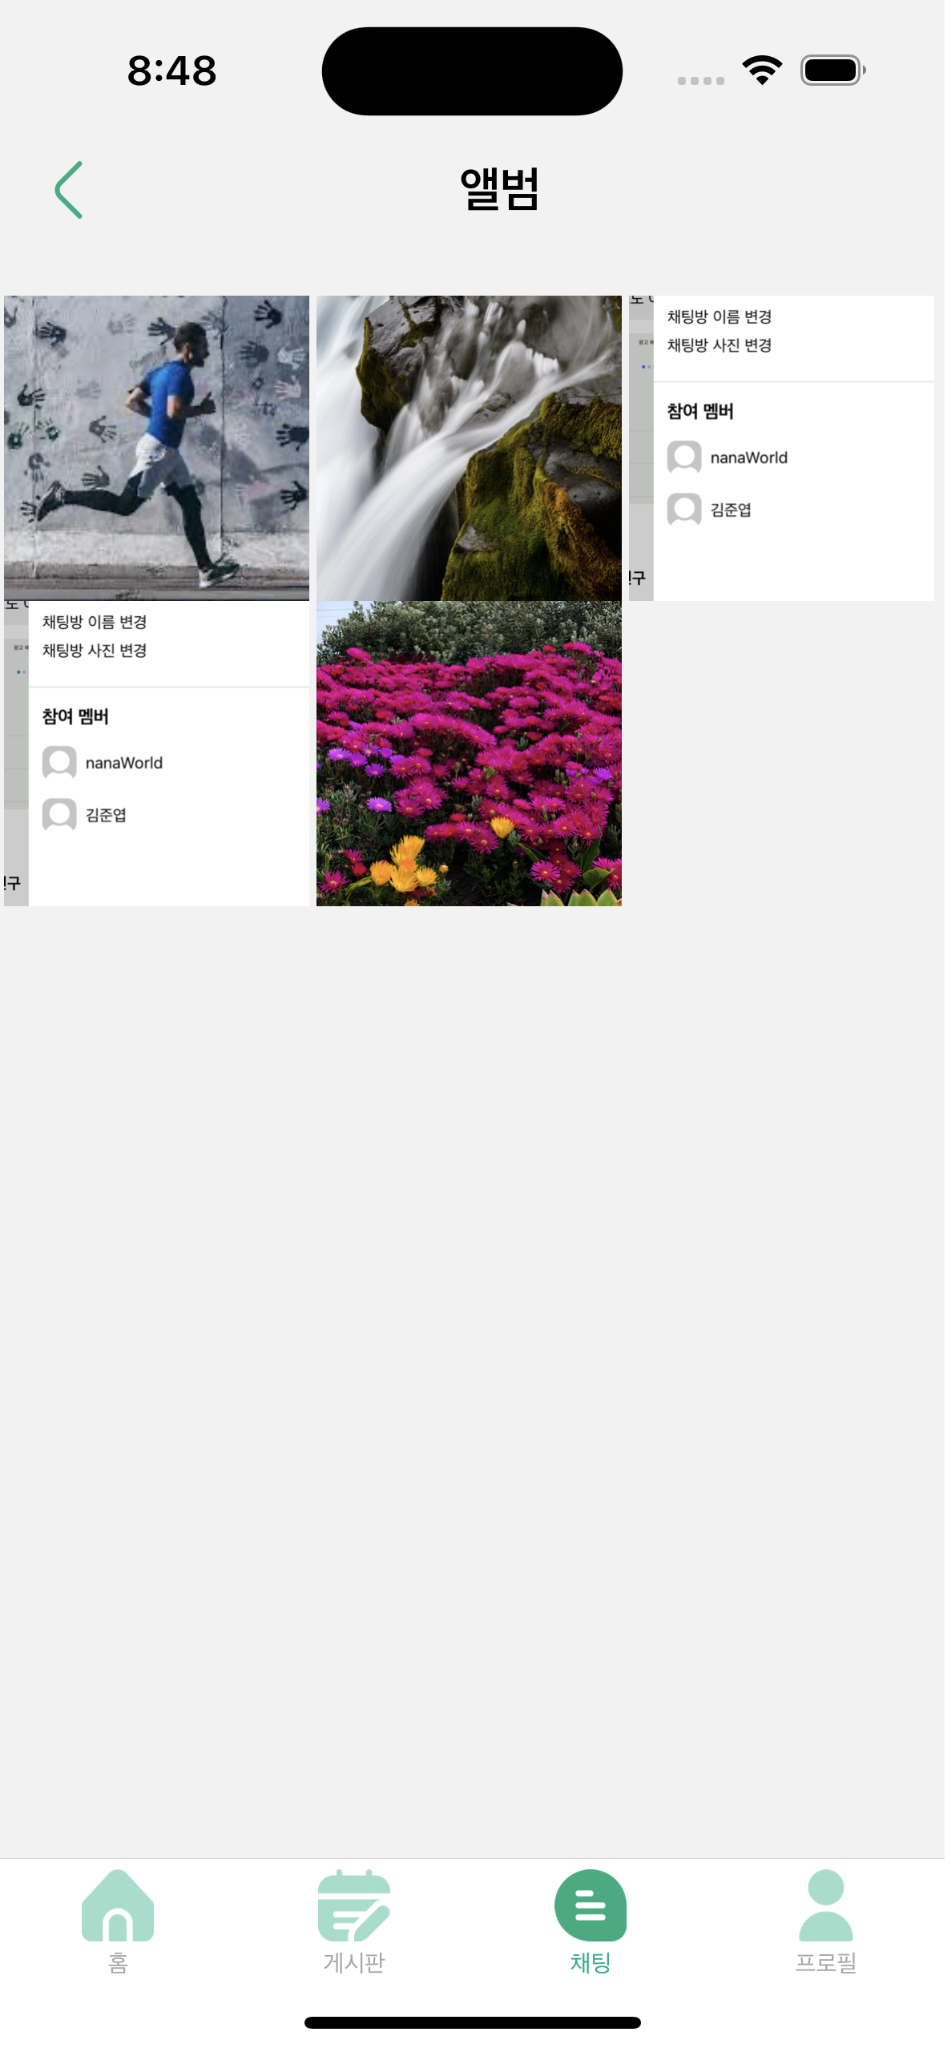 8:48
앨범
채팅방 이름 변경
채팅방 사진 변경
참여 멤버
nanaWorld
김준엽
채팅방 이름 변경
채팅방 사진 변경
참여 멤버
nanaWorld
김준엽
홈
게시판
채팅
프로필